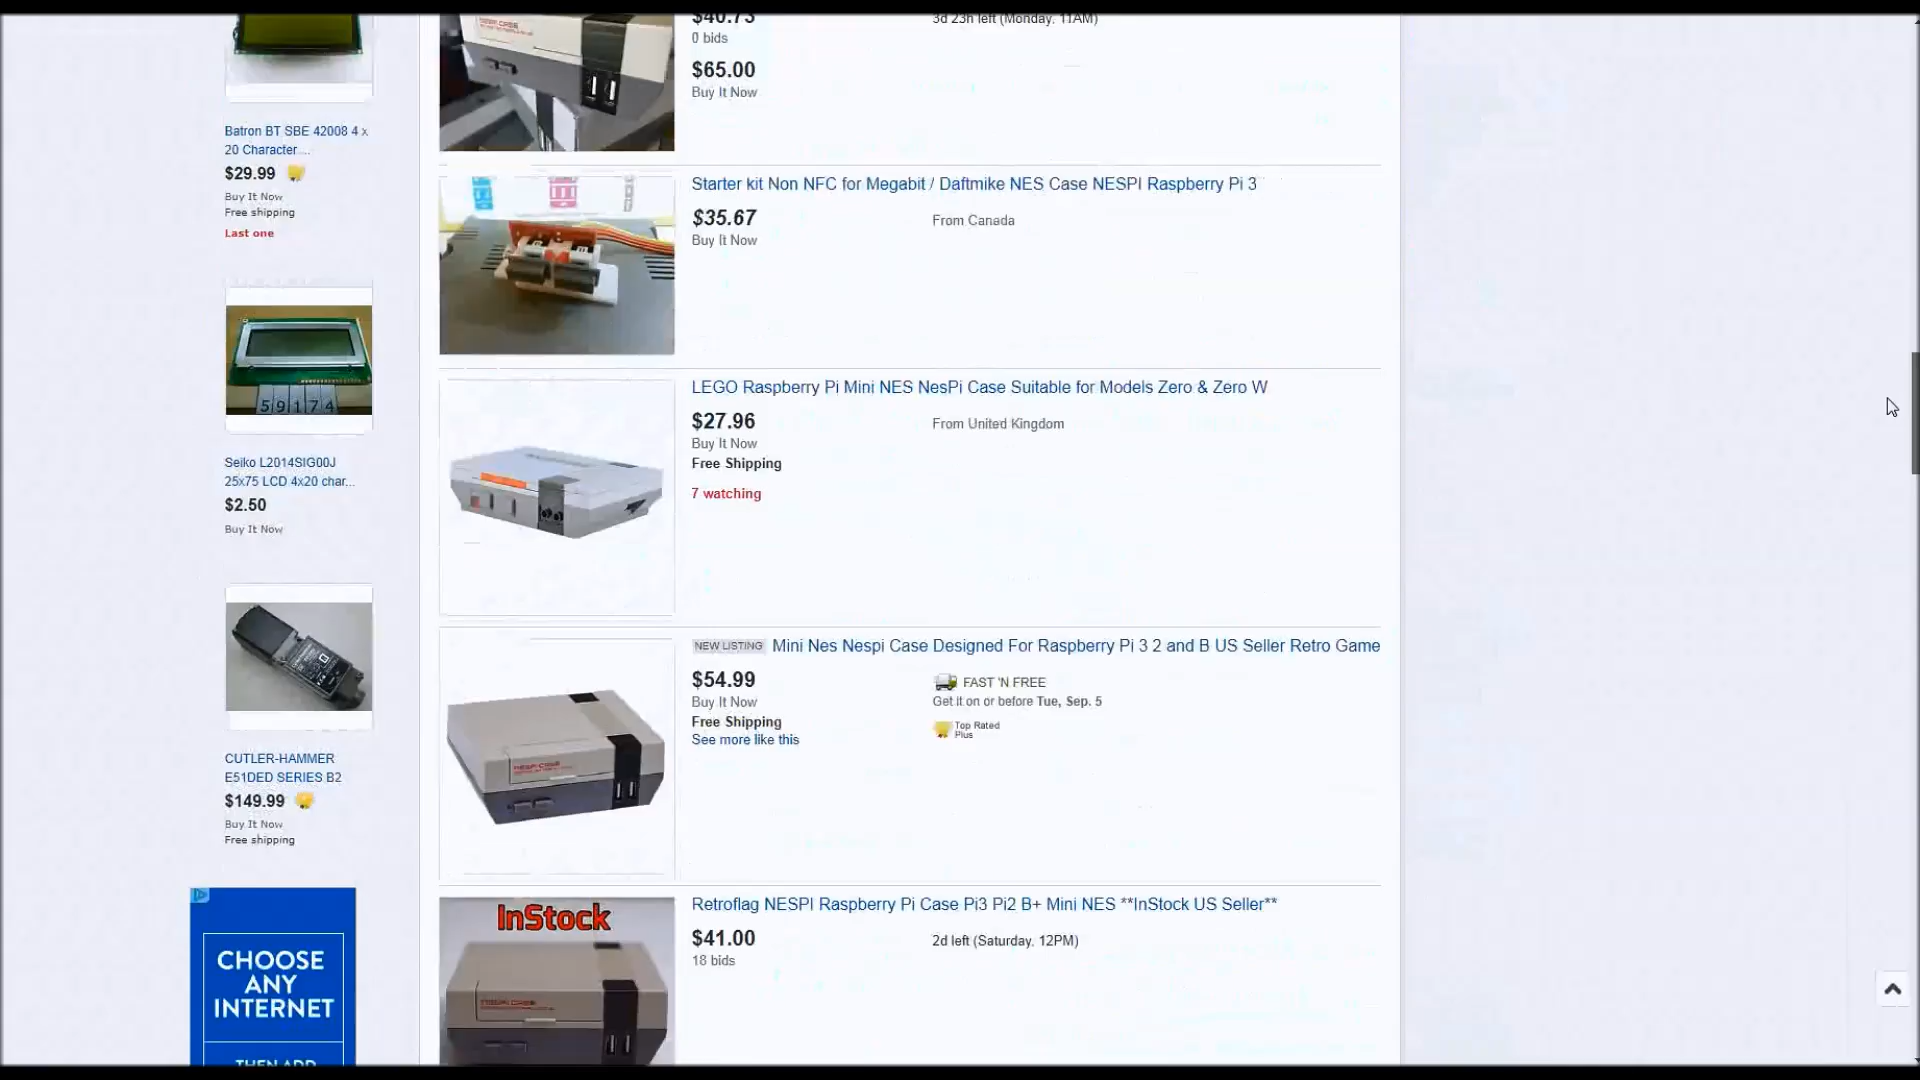 Batron BT SBE 42008 4 x
20 Character ...
$29.99
Buy It Now
Free shipping
Last one
59174
Seiko L2014SIG00J
25x75 LCD 4x20 char...
$2.50
Buy It Now
CUTLER-HAMMER
E51DED SERIES B2
$149.99
Buy It Now
Free shipping
CHOOSE
ANY
INTERNET
THEN ADD
$40.73
3d 23h left (Monday, 11AM)
0 bids
$65.00
Buy It Now
Starter kit Non NFC for Megabit / Daftmike NES Case NESPI Raspberry Pi 3
$35.67
From Canada
Buy It Now
LEGO Raspberry Pi Mini NES NesPi Case Suitable for Models Zero & Zero W
$27.96
From United Kingdom
Buy It Now
Free Shipping
7 watching
NEW LISTING Mini Nes Nespi Case Designed For Raspberry Pi 3 2 and B US Seller Retro Game
$54.99
FAST 'N FREE
Buy It Now
Get it on or before Tue, Sep. 5
Free Shipping
Top Rated
Plus
See more like this
NESPI CASE
InStock
Retroflag NESPI Raspberry Pi Case Pi3 Pi2 B+ Mini NES **InStock US Seller**
$41.00
2d left (Saturday, 12PM)
18 bids
NESPI CASE